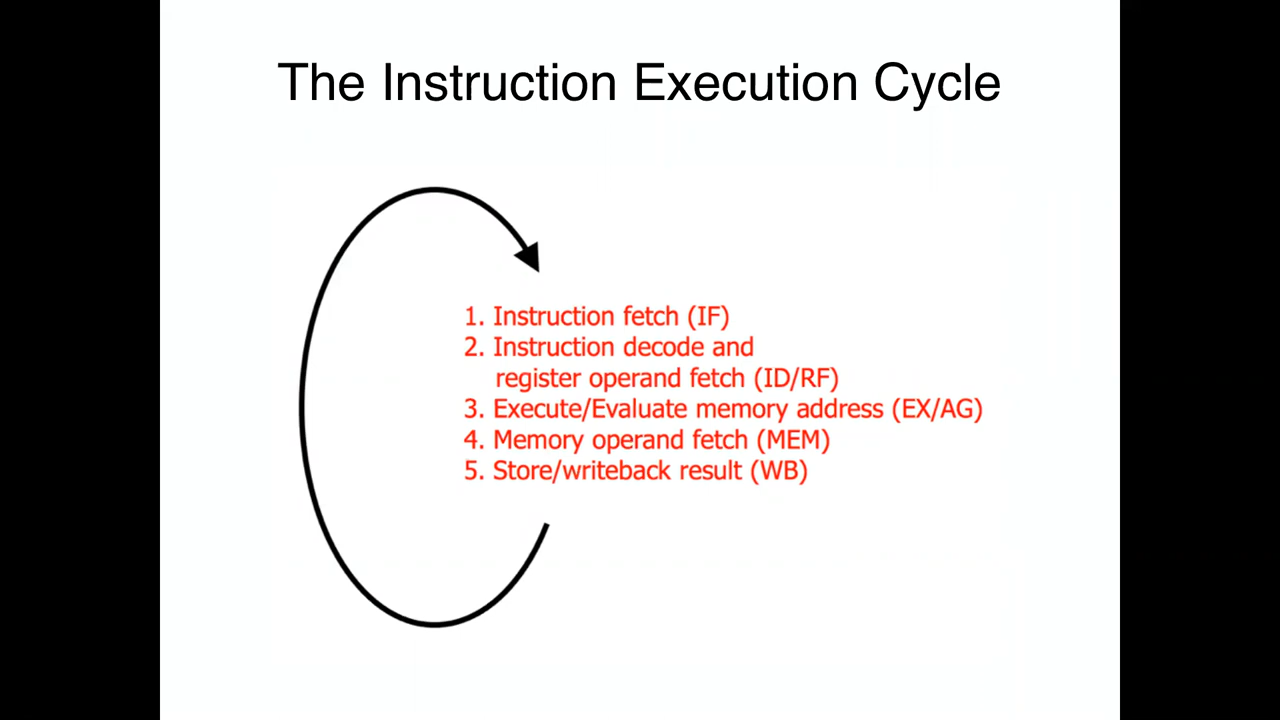 The Instruction Execution Cycle
1. Instruction fetch (IF)
2. Instruction decode and
register operand fetch (ID/RF)
3. Execute/Evaluate memory address (EX/AG)
4. Memory operand fetch (MEM)
5. Store/writeback result (WB)